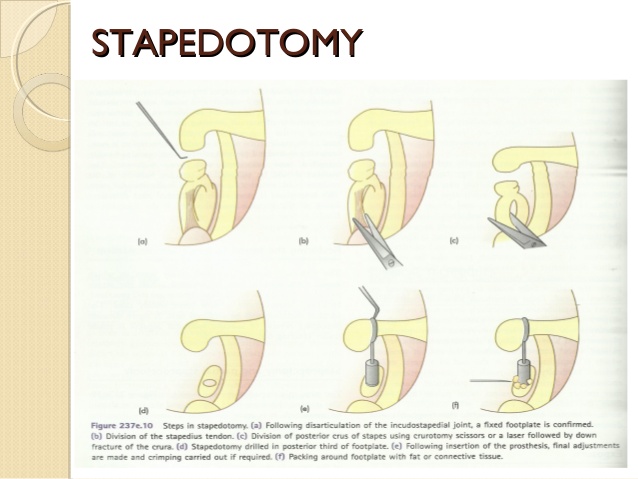 STAPEDOTOMY
(a)
(b)
(c)
(d)
(e)
(f)
Figure 237e.10 Steps in stapedotomy. (a) Following disarticulation of the incudostapedial joint, a fixed footplate is confirmed.
(b) Division of the stapedius tendon. (c) Division of posterior crus of stapes using crurotomy scissors or a laser followed by down
fracture of the crura. (d) Stapedotomy drilled in posterior third of footplate. (e) Following insertion of the prosthesis, final adjustments
are made and crimping carried out if required. (f) Packing around footplate with fat or connective tissue.